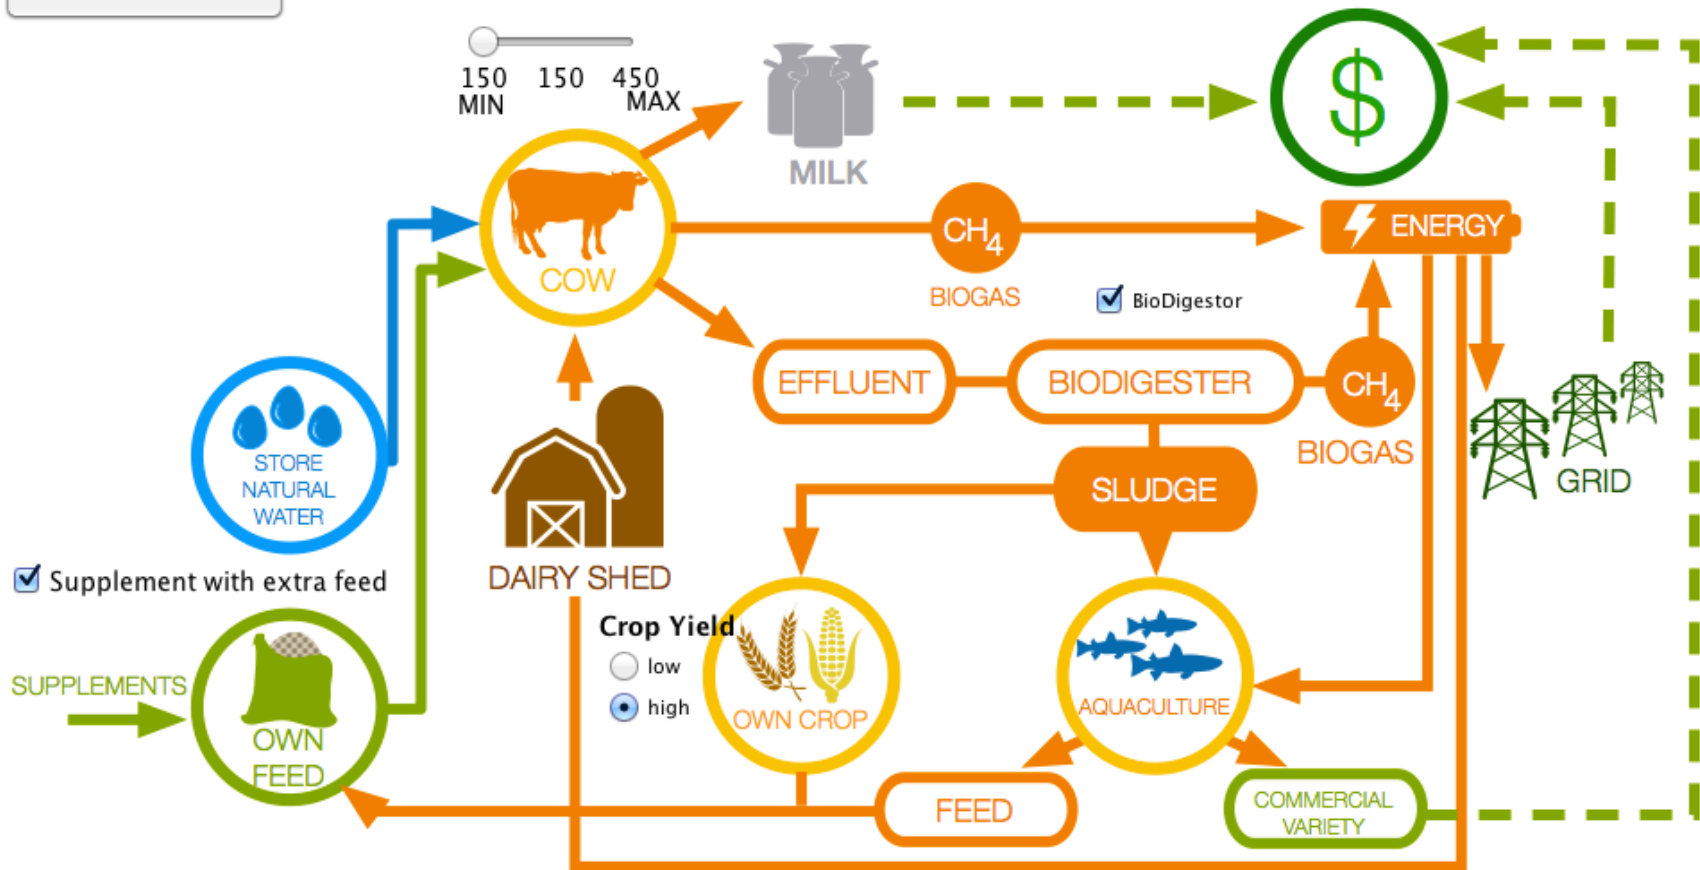 150 150 450
MIN MAX
MILK
$
COW
CH4
BIOGAS
ENERGY
BioDigestor
EFFLUENT
BIODIGESTER
CH4
BIOGAS
GRID
STORE
NATURAL
WATER
SLUDGE
Supplement with extra feed
DAIRY SHED
Crop Yield
low
high
OWN CROP
AQUACULTURE
SUPPLEMENTS
OWN
FEED
FEED
COMMERCIAL
VARIETY